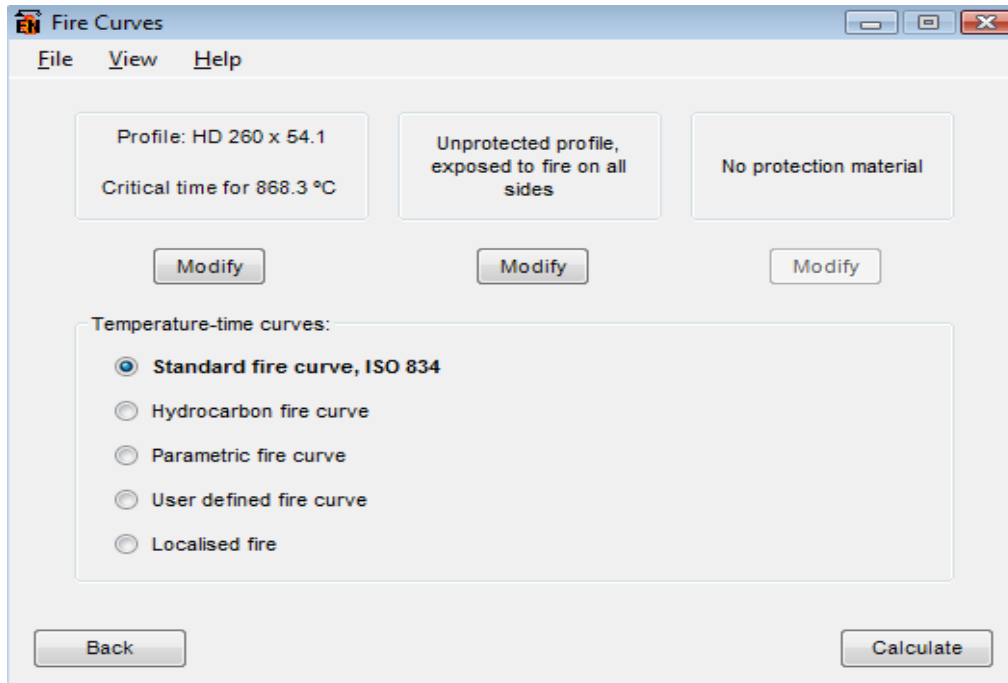 EN Fire Curves
File View Help
Profile: HD 260 x 54.1
Critical time for 868.3 ºC
Unprotected profile,
exposed to fire on all
sides
No protection material
Modify Modify Modify
Temperature-time curves:
Standard fire curve, ISO 834
Hydrocarbon fire curve
Parametric fire curve
User defined fire curve
Localised fire
Back Calculate